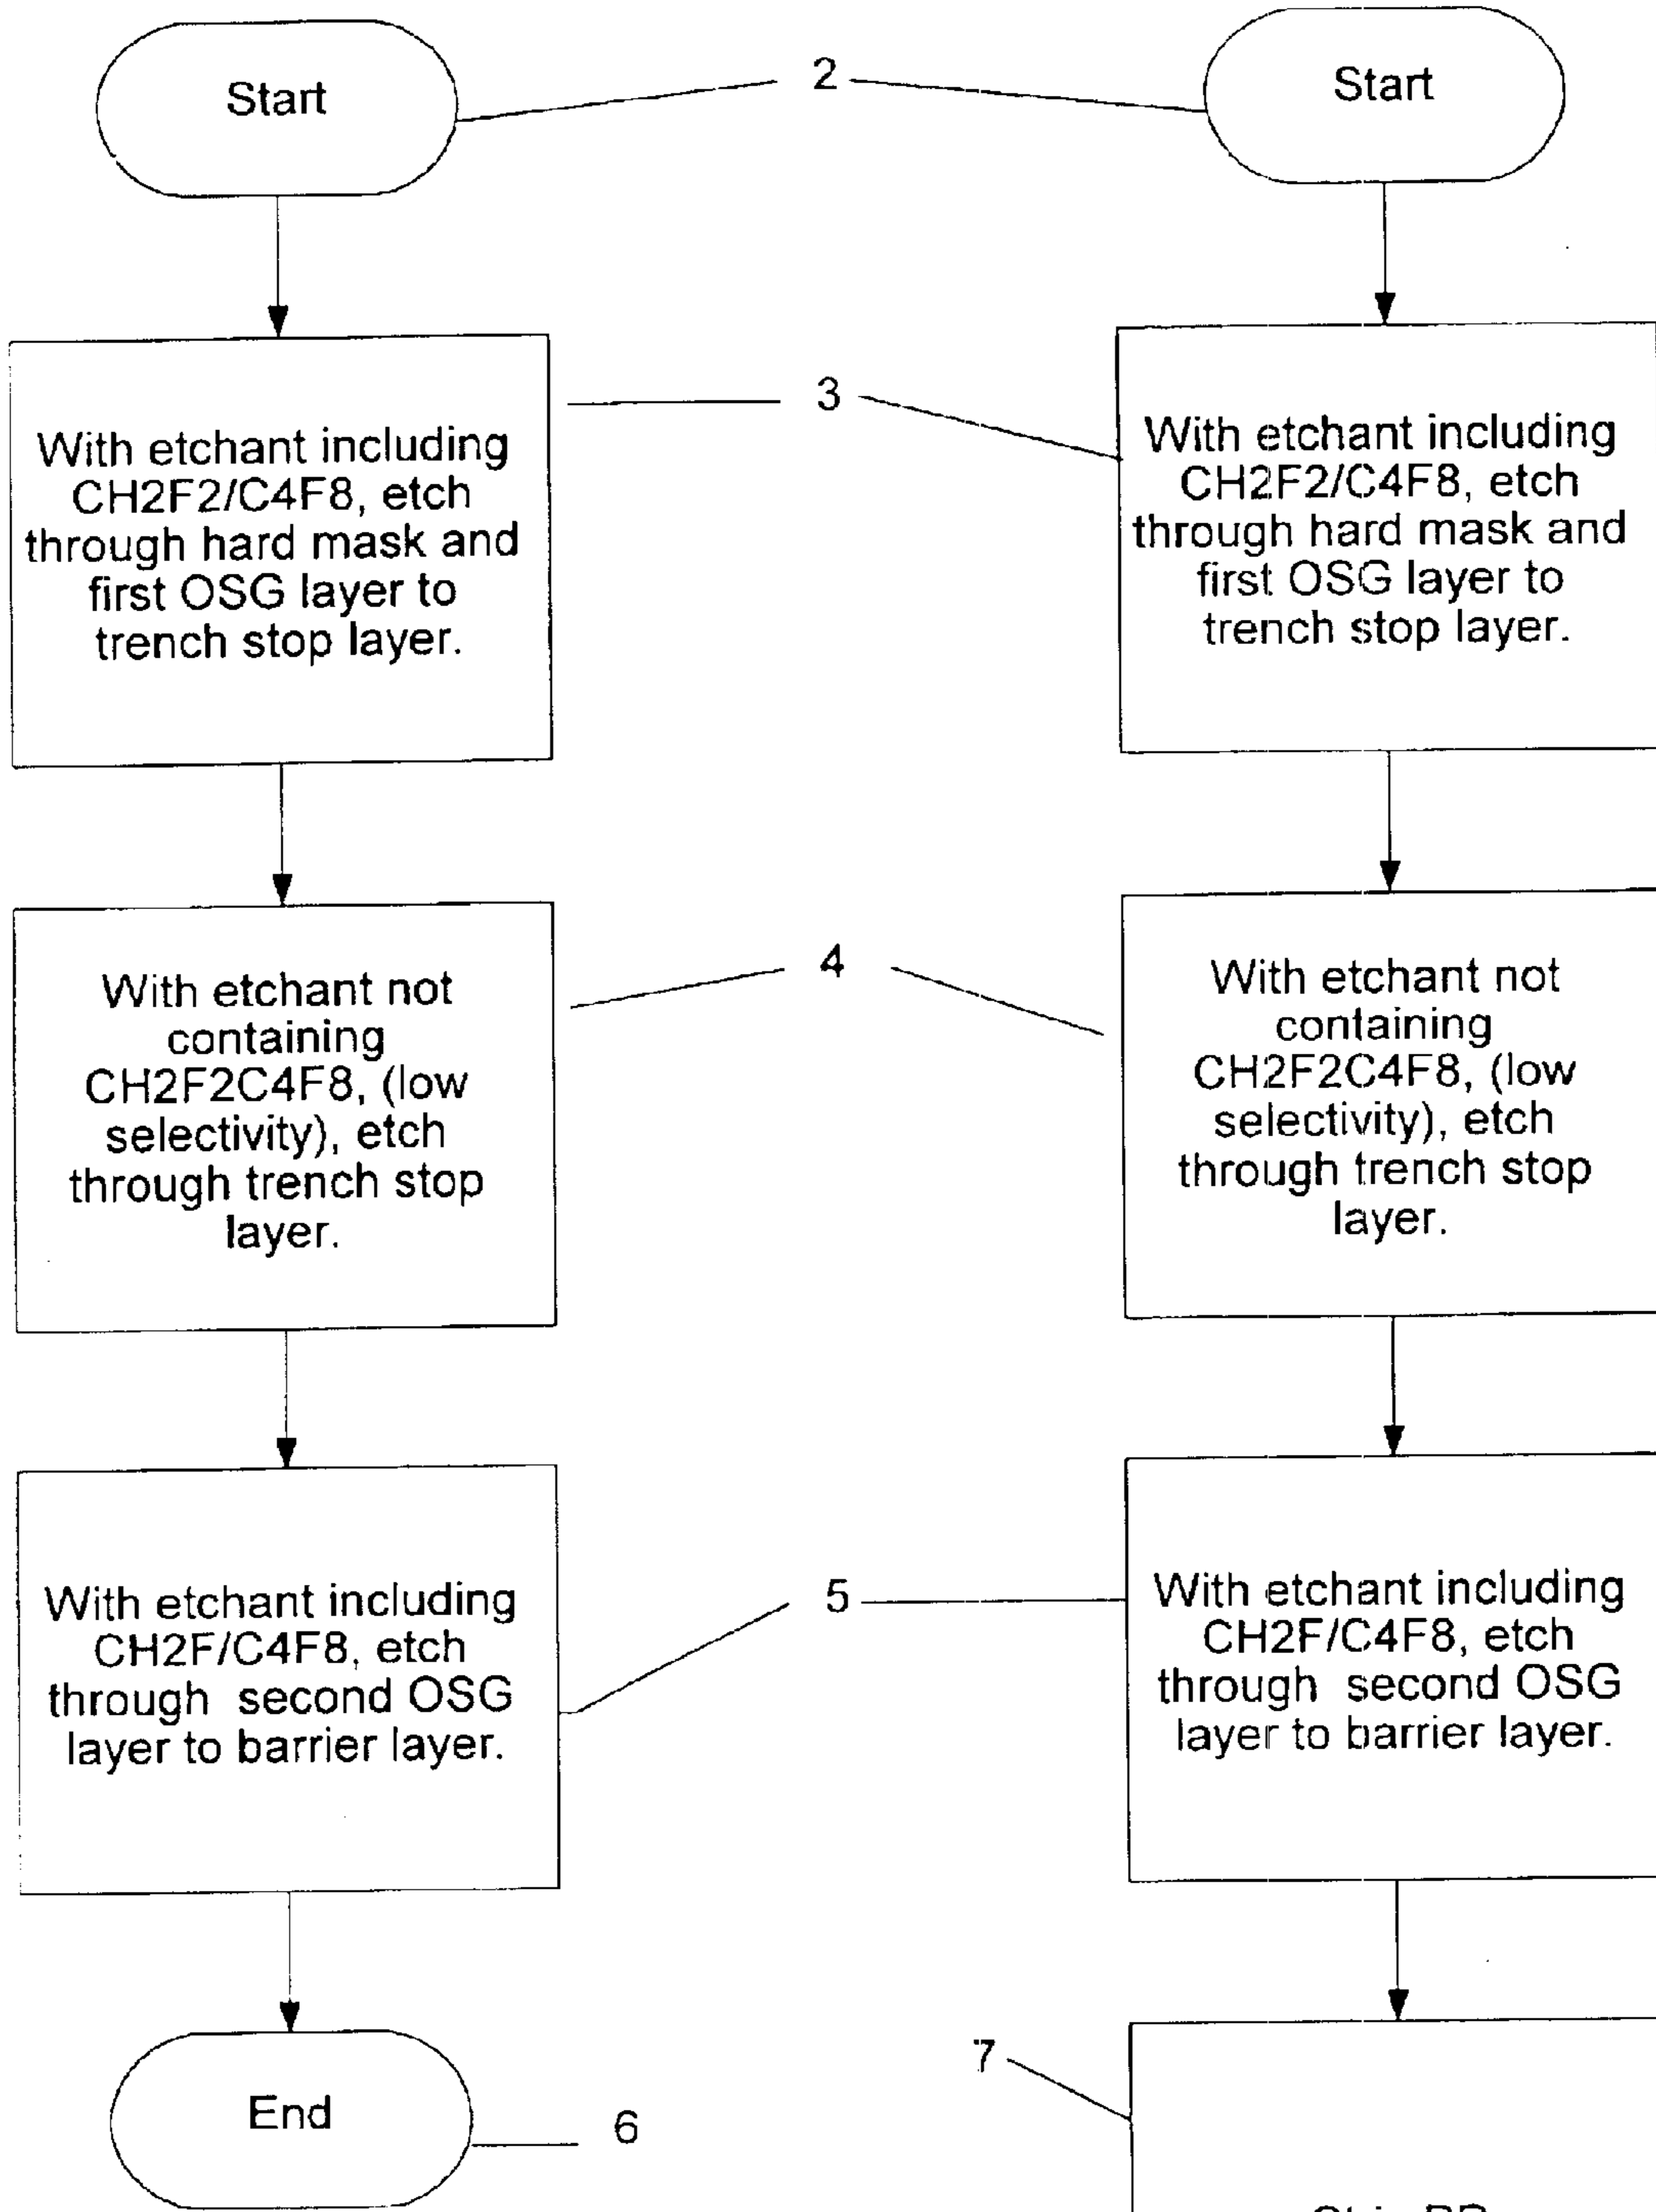 Start
2
Start
With etchant including
CH2F2/C4F8, etch
through hard mask and
first OSG layer to
trench stop layer.
3
With etchant including
CH2F2/C4F8, etch
through hard mask and
first OSG layer to
trench stop layer.
With etchant not
containing
CH2F2C4F8, (low
selectivity), etch
through trench stop
layer.
4
With etchant not
containing
CH2F2C4F8, (low
selectivity), etch
through trench stop
layer.
With etchant including
CH2F/C4F8, etch
through second OSG
layer to barrier layer.
5
With etchant including
CH2F/C4F8, etch
through second OSG
layer to barrier layer.
End
6
7